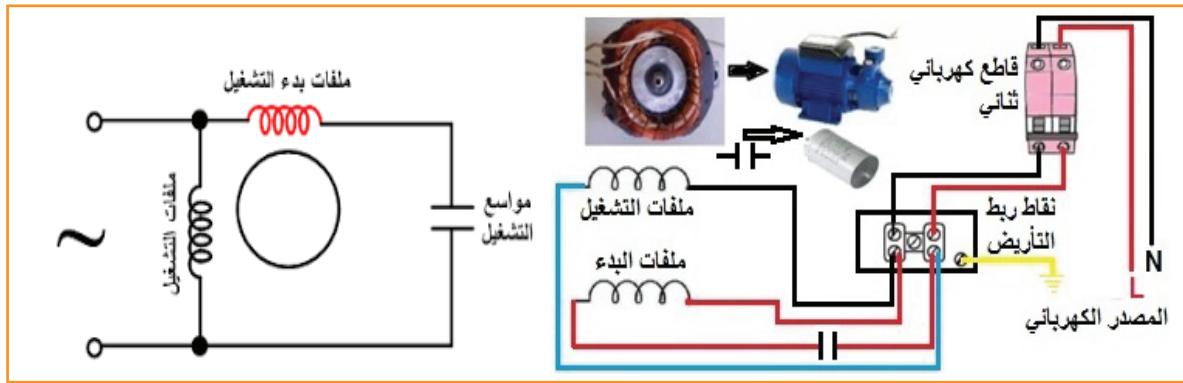 ملفات بدء التشغيل
ملفات التشغيل
مواسع
التشغيل
~
قاطع كهربائي
ثنائي
ملفات التشغيل
نقاط ربط
التأريض
ملفات البدء
N
L
المصدر الكهربائي